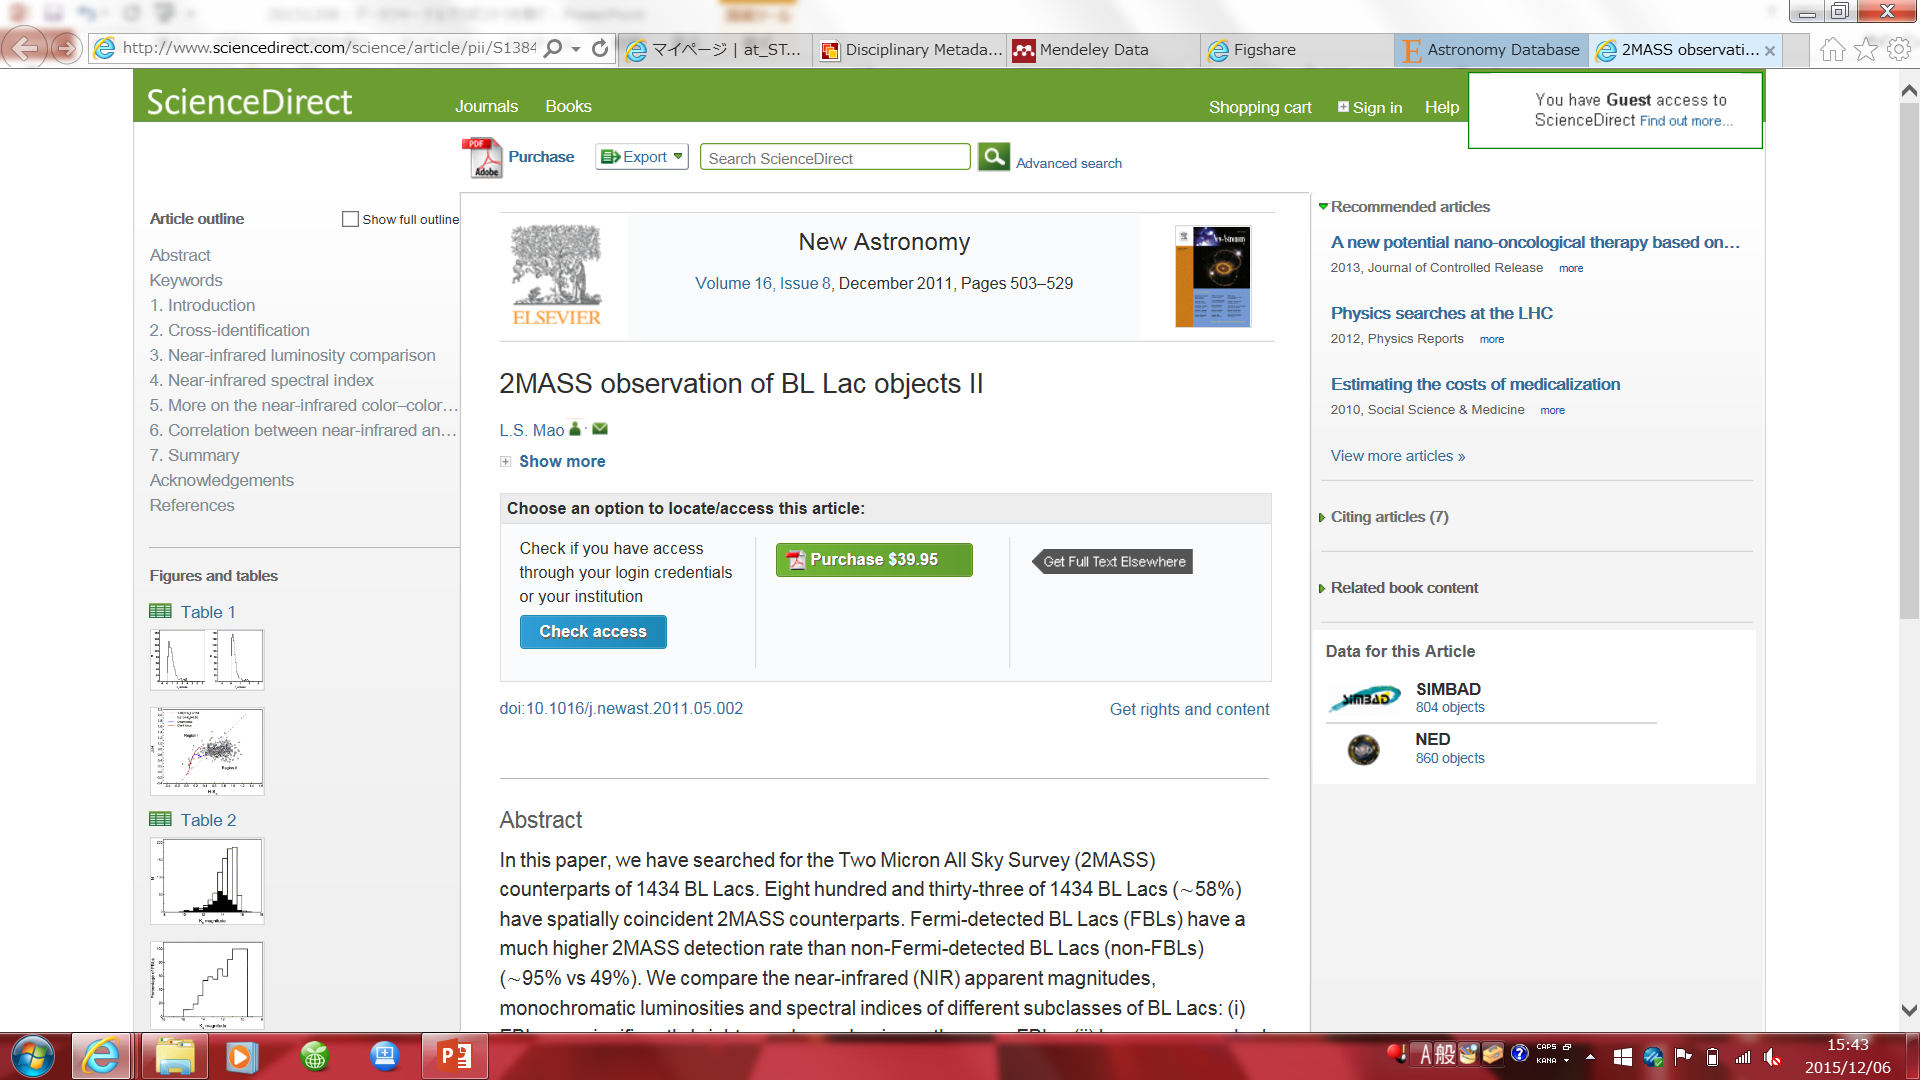 http://www.sciencedirect.com/science/article/pii/S1384
マイページ | at_ST...
Disciplinary Metada...
Mendeley Data
Figshare
Astronomy Database
2MASS observati...
ScienceDirect
Journals
Books
Shopping cart
Sign in
Help
You have Guest access to
ScienceDirect Find out more...
PDF
Adobe
Purchase
Export
Search ScienceDirect
Advanced search
Article outline
Show full outline
Abstract
Keywords
1. Introduction
2. Cross-identification
3. Near-infrared luminosity comparison
4. Near-infrared spectral index
5. More on the near-infrared color–color…
6. Correlation between near-infrared an…
7. Summary
Acknowledgements
References
Figures and tables
Table 1
Table 2
ELSEVIER
New Astronomy
Volume 16, Issue 8, December 2011, Pages 503–529
2MASS observation of BL Lac objects II
L.S. Mao
Show more
Choose an option to locate/access this article:
Check if you have access
through your login credentials
or your institution
Check access
Purchase $39.95
Get Full Text Elsewhere
doi:10.1016/j.newast.2011.05.002
Get rights and content
Abstract
In this paper, we have searched for the Two Micron All Sky Survey (2MASS)
counterparts of 1434 BL Lacs. Eight hundred and thirty-three of 1434 BL Lacs (∼58%)
have spatially coincident 2MASS counterparts. Fermi-detected BL Lacs (FBLs) have a
much higher 2MASS detection rate than non-Fermi-detected BL Lacs (non-FBLs)
(∼95% vs 49%). We compare the near-infrared (NIR) apparent magnitudes,
monochromatic luminosities and spectral indices of different subclasses of BL Lacs: (i)
Recommended articles
A new potential nano-oncological therapy based on…
2013, Journal of Controlled Release more
Physics searches at the LHC
2012, Physics Reports more
Estimating the costs of medicalization
2010, Social Science & Medicine more
View more articles »
Citing articles (7)
Related book content
Data for this Article
SIMBAD
SIMBAD
804 objects
NED
860 objects
A 般
CAPS
KANA
15:43
2015/12/06